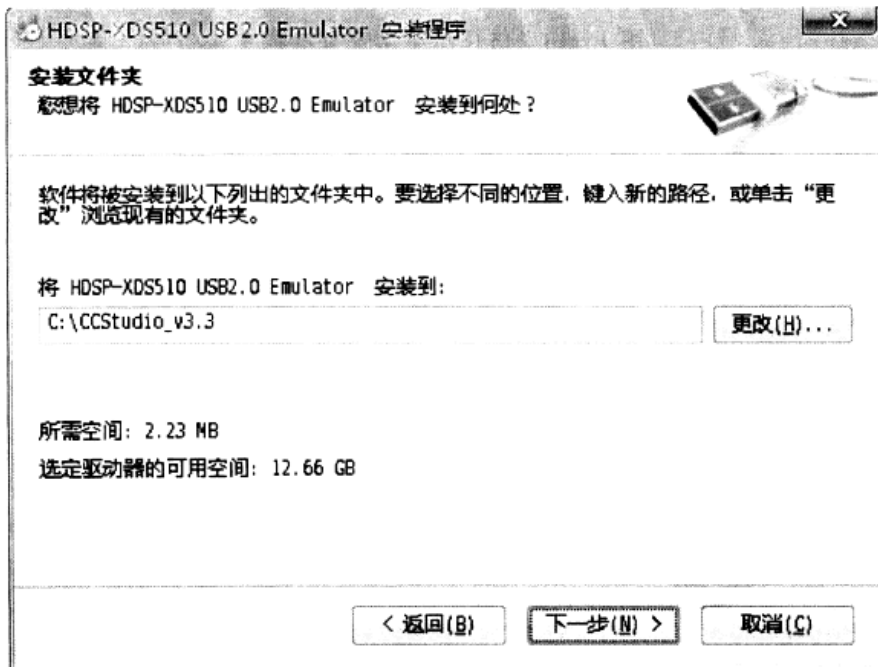 HDSP-XDS510 USB2.0 Emulator 安装程序
安装文件夹
您想将 HDSP-XDS510 USB2.0 Emulator 安装到何处？
软件将被安装到以下列出的文件夹中。要选择不同的位置，键入新的路径，或单击“更
改”浏览现有的文件夹。
将 HDSP-XDS510 USB2.0 Emulator 安装到：
C:\CCStudio_v3.3
更改(H)...
所需空间：2.23 MB
选定驱动器的可用空间：12.66 GB
< 返回(B)
下一步(N) >
取消(C)